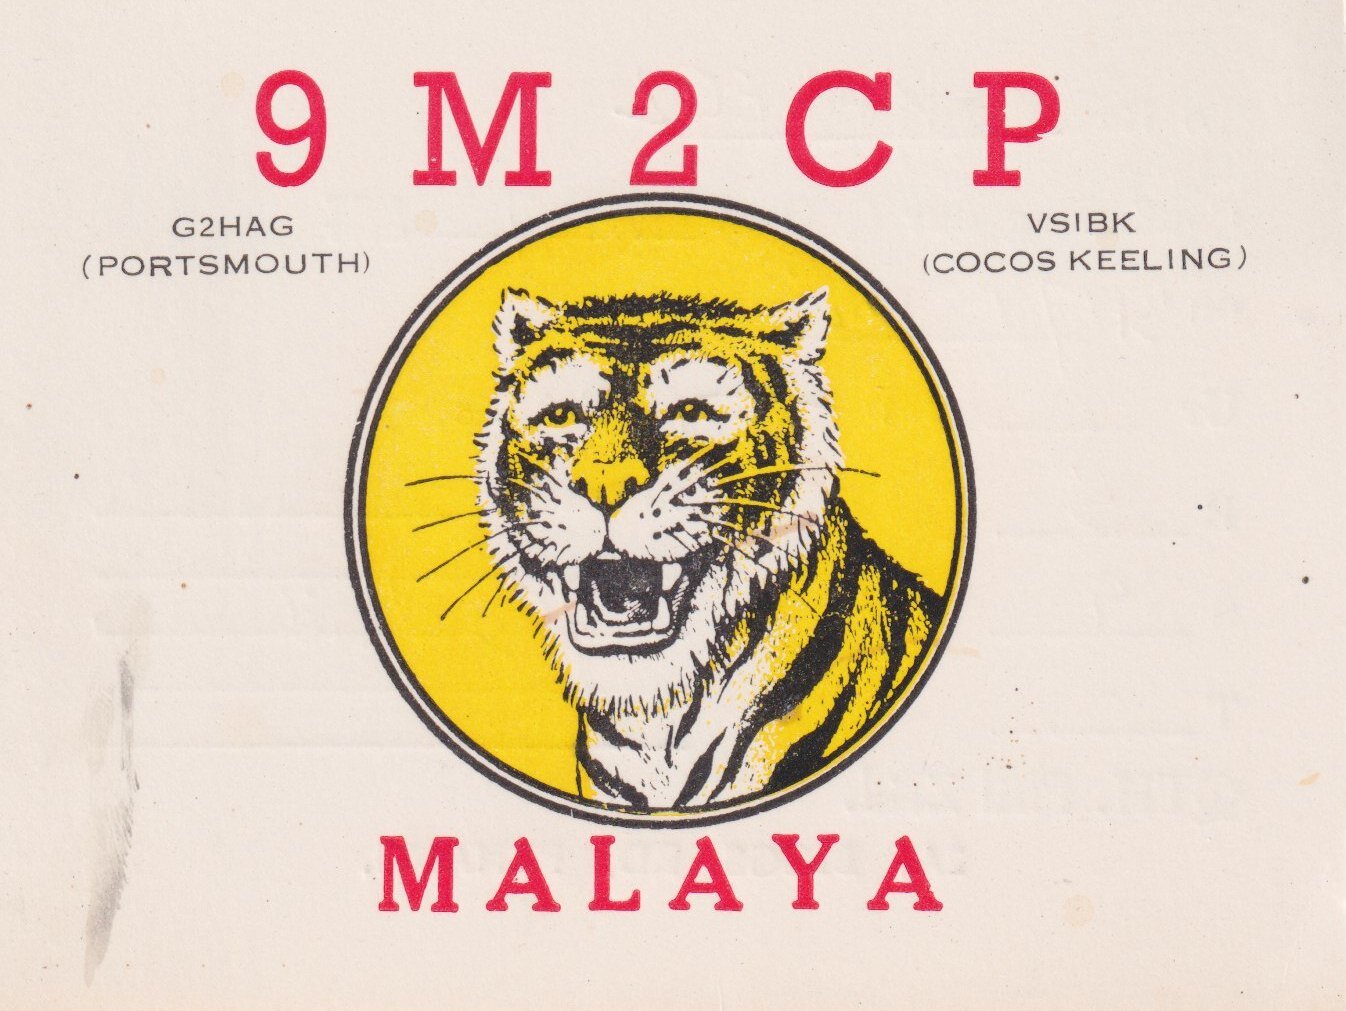 9M2CP
G2HAG
(PORTSMOUTH)
VS1BK
(COCOS KEELING)
MALAYA